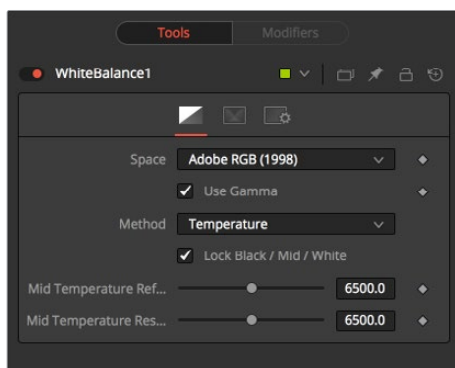 Tools Modifiers
WhiteBalance1
Space Adobe RGB (1998)
Use Gamma
Method Temperature
Lock Black / Mid / White
Mid Temperature Ref... 6500.0
Mid Temperature Res... 6500.0